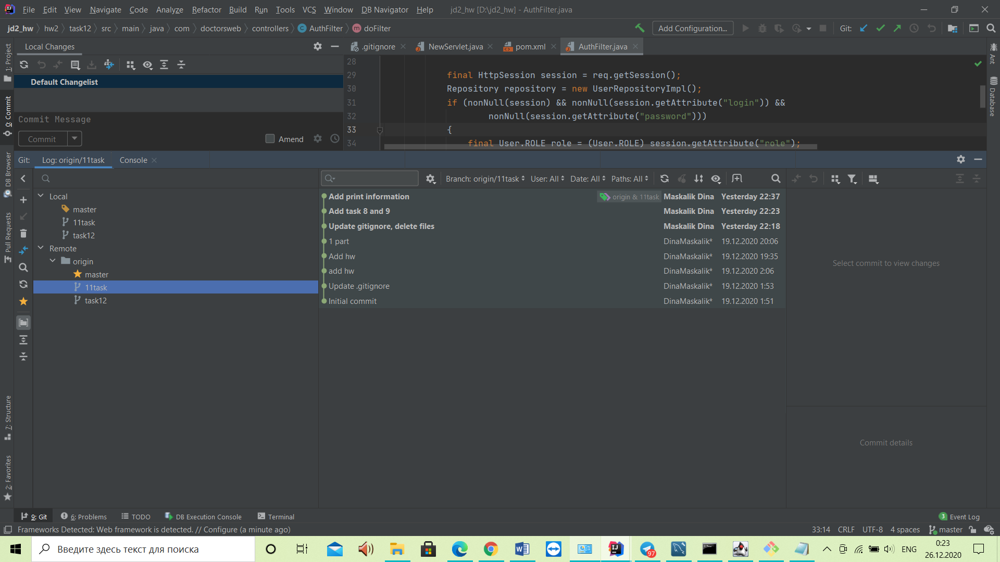 File Edit View Navigate Code Analyze Refactor Build Run Tools VCS Window DB Navigator Help jd2_hw [D:\jd2_hw] - AuthFilter.java
jd2_hw hw2 task12 src main java com doctorsweb controllers AuthFilter doFilter Add Configuration... Git:
Local Changes
.gitignore NewServlet.java pom.xml AuthFilter.java
1: Project
0: Commit
DB Browser
Pull Requests
7: Structure
2: Favorites
Ant
Database
Default Changelist
Commit Message
Commit Amend
28
29 final HttpSession session = req.getSession();
30 Repository repository = new UserRepositoryImpl();
31 if (nonNull(session) && nonNull(session.getAttribute("login")) &&
32 nonNull(session.getAttribute("password")))
33 {
34 final User.ROLE role = (User.ROLE) session.getAttribute("role");
Git: Log: origin/11task Console
Branch: origin/11task User: All Date: All Paths: All
Local
master
11task
task12
Remote
origin
master
11task
task12
Add print information origin & 11task Maskalik Dina Yesterday 22:37
Add task 8 and 9 Maskalik Dina Yesterday 22:23
Update gitignore, delete files Maskalik Dina Yesterday 22:18
1 part DinaMaskalik* 19.12.2020 20:06
Add hw DinaMaskalik* 19.12.2020 19:35
add hw DinaMaskalik* 19.12.2020 2:06
Update .gitignore DinaMaskalik* 19.12.2020 1:53
Initial commit DinaMaskalik* 19.12.2020 1:51
Select commit to view changes
Commit details
9: Git 6: Problems TODO DB Execution Console Terminal 3 Event Log
Frameworks Detected: Web framework is detected. // Configure (a minute ago) 33:14 CRLF UTF-8 4 spaces master
Введите здесь текст для поиска 97 ENG 0:23
26.12.2020